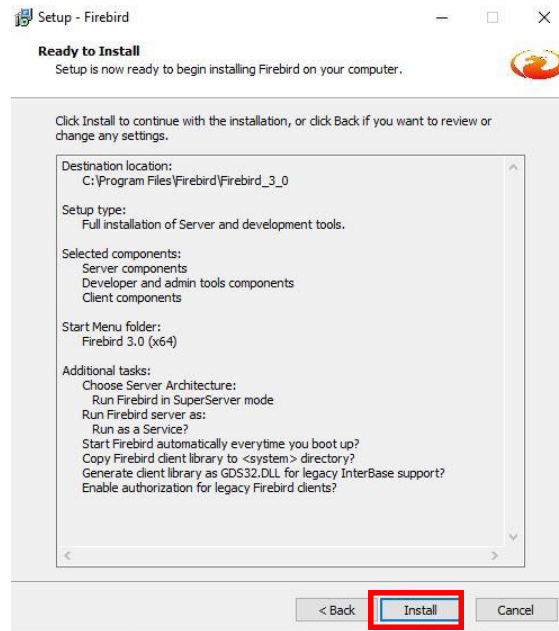 Setup - Firebird
Ready to Install
Setup is now ready to begin installing Firebird on your computer.
Click Install to continue with the installation, or click Back if you want to review or
change any settings.
Destination location:
C:\Program Files\Firebird\Firebird_3_0
Setup type:
Full installation of Server and development tools.
Selected components:
Server components
Developer and admin tools components
Client components
Start Menu folder:
Firebird 3.0 (x64)
Additional tasks:
Choose Server Architecture:
Run Firebird in SuperServer mode
Run Firebird server as:
Run as a Service?
Start Firebird automatically everytime you boot up?
Copy Firebird client library to <system> directory?
Generate client library as GDS32.DLL for legacy InterBase support?
Enable authorization for legacy Firebird clients?
< Back Install Cancel